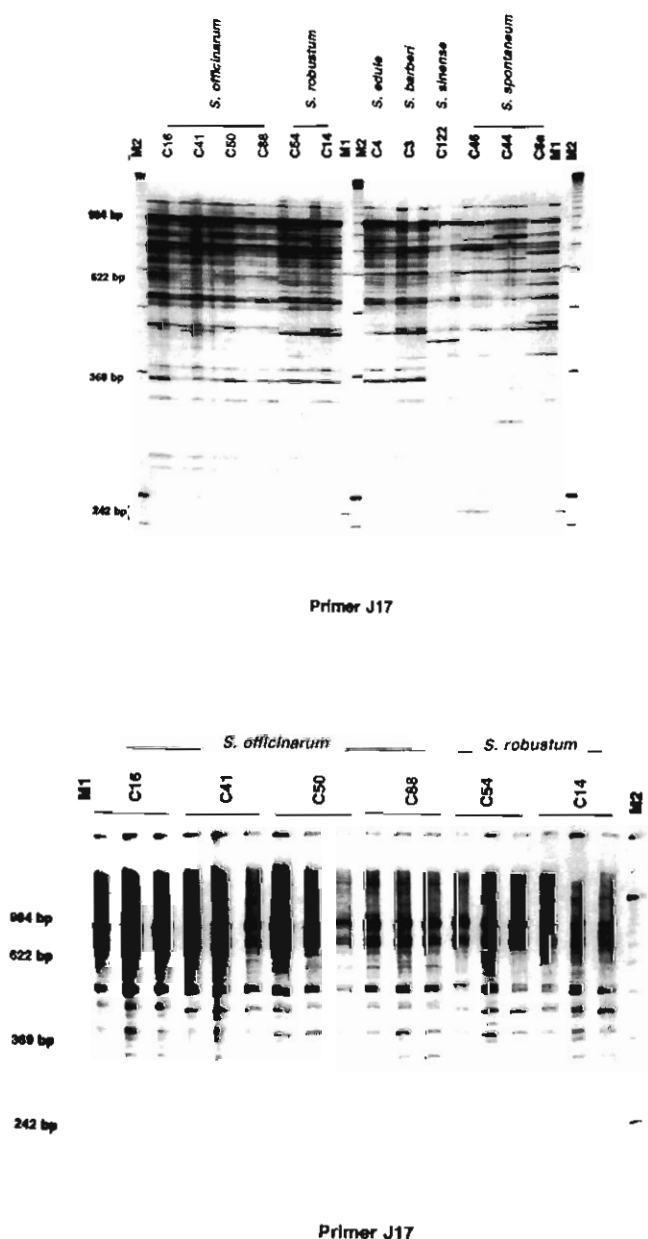 S. officinarum
S. robustum
S. edule
S. barberi
S. sinense
S. spontaneum
M2
C16
C41
C50
C88
C54
C14
M1
M2
C4
C3
C122
C46
C44
M1
M2
984 bp
622 bp
369 bp
242 bp
Primer J17
S. officinarum
S. robustum
M1
C16
C41
C50
C88
C54
C14
M2
984 bp
622 bp
369 bp
242 bp
Primer J17